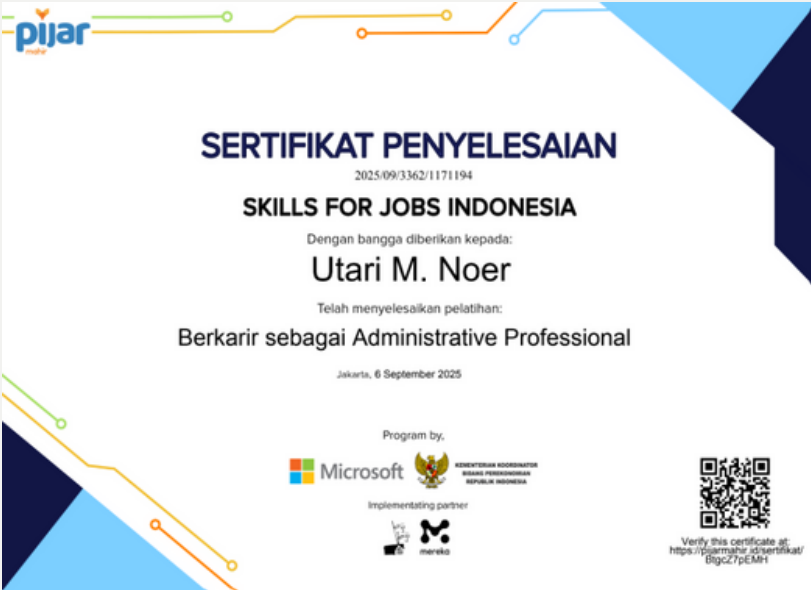 pijar
mahir
SERTIFIKAT PENYELESAIAN
2025/09/3362/1171194
SKILLS FOR JOBS INDONESIA
Dengan bangga diberikan kepada:
Utari M. Noer
Telah menyelesaikan pelatihan:
Berkarir sebagai Administrative Professional
Jakarta, 6 September 2025
Program by,
Microsoft
KEMENTERIAN KOORDINATOR
BIDANG PEREKONOMIAN
REPUBLIK INDONESIA
Implementating partner
mereka
Verify this certificate at:
https://pijarmahir.id/sertifikat/
BtgcZ7pEMH